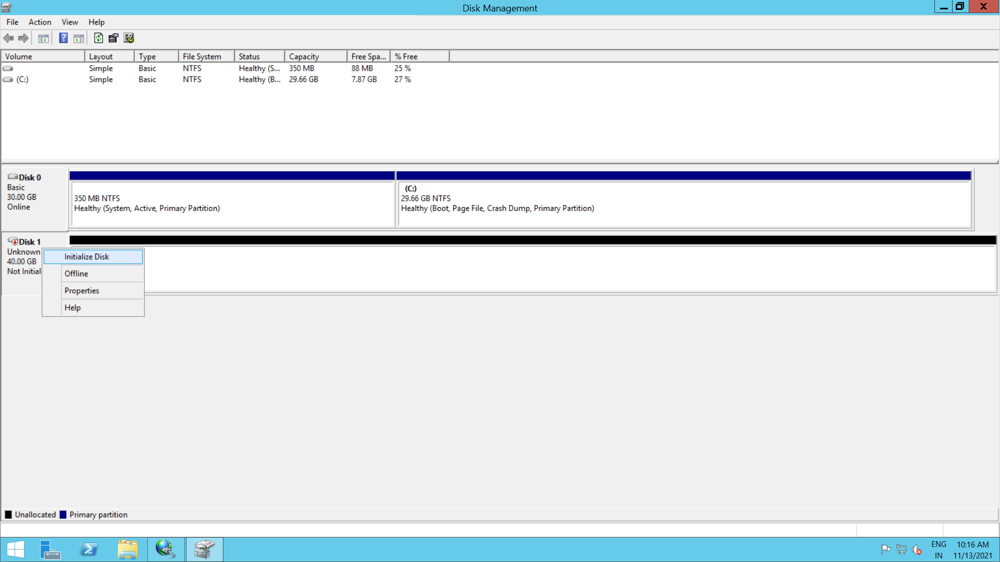 Disk Management
File Action View Help
Volume Layout Type File System Status Capacity Free Spa... % Free
Simple Basic NTFS Healthy (S... 350 MB 88 MB 25 %
(C:) Simple Basic NTFS Healthy (B... 29.66 GB 7.87 GB 27 %
Disk 0
Basic
30.00 GB
Online
350 MB NTFS
Healthy (System, Active, Primary Partition)
(C:)
29.66 GB NTFS
Healthy (Boot, Page File, Crash Dump, Primary Partition)
Disk 1
Unknown
40.00 GB
Not Initial
Initialize Disk
Offline
Properties
Help
Unallocated Primary partition
ENG
IN
10:16 AM
11/13/2021